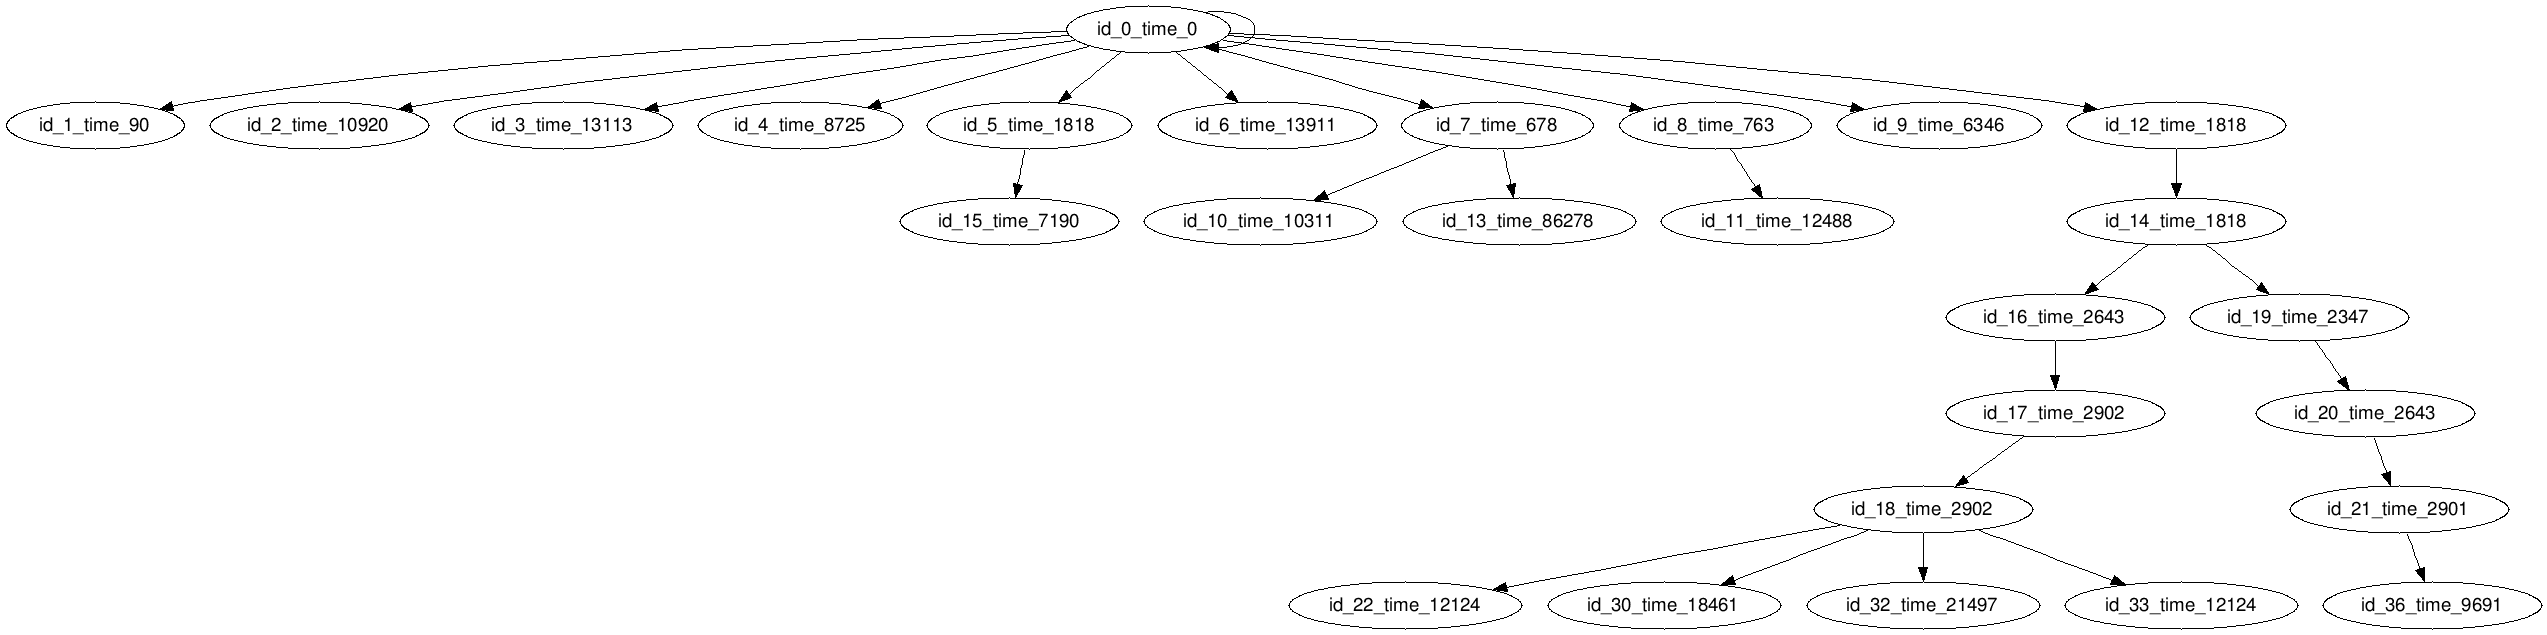 id_0_time_0
id_1_time_90
id_2_time_10920
id_3_time_13113
id_4_time_8725
id_5_time_1818
id_6_time_13911
id_7_time_678
id_8_time_763
id_9_time_6346
id_12_time_1818
id_15_time_7190
id_10_time_10311
id_13_time_86278
id_11_time_12488
id_14_time_1818
id_16_time_2643
id_19_time_2347
id_17_time_2902
id_20_time_2643
id_18_time_2902
id_21_time_2901
id_22_time_12124
id_30_time_18461
id_32_time_21497
id_33_time_12124
id_36_time_9691